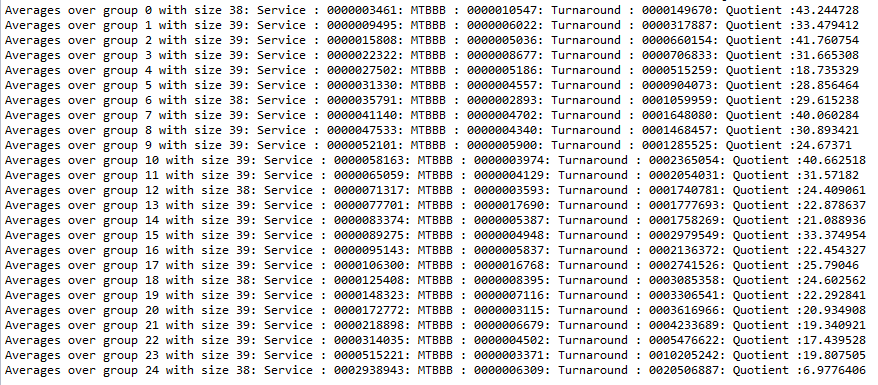 Averages over group 0 with size 38: Service : 0000003461: MTBBB : 0000010547: Turnaround : 0000149670: Quotient :43.244728
Averages over group 1 with size 39: Service : 0000009495: MTBBB : 0000006022: Turnaround : 0000317887: Quotient :33.479412
Averages over group 2 with size 39: Service : 0000015808: MTBBB : 0000005036: Turnaround : 0000660154: Quotient :41.760754
Averages over group 3 with size 39: Service : 0000022322: MTBBB : 0000008677: Turnaround : 0000706833: Quotient :31.665308
Averages over group 4 with size 39: Service : 0000027502: MTBBB : 0000005186: Turnaround : 0000515259: Quotient :18.735329
Averages over group 5 with size 39: Service : 0000031330: MTBBB : 0000004557: Turnaround : 0000904073: Quotient :28.856464
Averages over group 6 with size 38: Service : 0000035791: MTBBB : 0000002893: Turnaround : 0001059959: Quotient :29.615238
Averages over group 7 with size 39: Service : 0000041140: MTBBB : 0000004702: Turnaround : 0001648080: Quotient :40.060284
Averages over group 8 with size 39: Service : 0000047533: MTBBB : 0000004340: Turnaround : 0001468457: Quotient :30.893421
Averages over group 9 with size 39: Service : 0000052101: MTBBB : 0000005900: Turnaround : 0001285525: Quotient :24.67371
Averages over group 10 with size 39: Service : 0000058163: MTBBB : 0000003974: Turnaround : 0002365054: Quotient :40.662518
Averages over group 11 with size 39: Service : 0000065059: MTBBB : 0000004129: Turnaround : 0002054031: Quotient :31.57182
Averages over group 12 with size 38: Service : 0000071317: MTBBB : 0000003593: Turnaround : 0001740781: Quotient :24.409061
Averages over group 13 with size 39: Service : 0000077701: MTBBB : 0000017690: Turnaround : 0001777693: Quotient :22.878637
Averages over group 14 with size 39: Service : 0000083374: MTBBB : 0000005387: Turnaround : 0001758269: Quotient :21.088936
Averages over group 15 with size 39: Service : 0000089275: MTBBB : 0000004948: Turnaround : 0002979549: Quotient :33.374954
Averages over group 16 with size 39: Service : 0000095143: MTBBB : 0000005837: Turnaround : 0002136372: Quotient :22.454327
Averages over group 17 with size 39: Service : 0000106300: MTBBB : 0000016768: Turnaround : 0002741526: Quotient :25.79046
Averages over group 18 with size 38: Service : 0000125408: MTBBB : 0000008395: Turnaround : 0003085358: Quotient :24.602562
Averages over group 19 with size 39: Service : 0000148323: MTBBB : 0000007116: Turnaround : 0003306541: Quotient :22.292841
Averages over group 20 with size 39: Service : 0000172772: MTBBB : 0000003115: Turnaround : 0003616966: Quotient :20.934908
Averages over group 21 with size 39: Service : 0000218898: MTBBB : 0000006679: Turnaround : 0004233689: Quotient :19.340921
Averages over group 22 with size 39: Service : 0000314035: MTBBB : 0000004502: Turnaround : 0005476622: Quotient :17.439528
Averages over group 23 with size 39: Service : 0000515221: MTBBB : 0000003371: Turnaround : 0010205242: Quotient :19.807505
Averages over group 24 with size 38: Service : 0002938943: MTBBB : 0000006309: Turnaround : 0020506887: Quotient :6.9776406